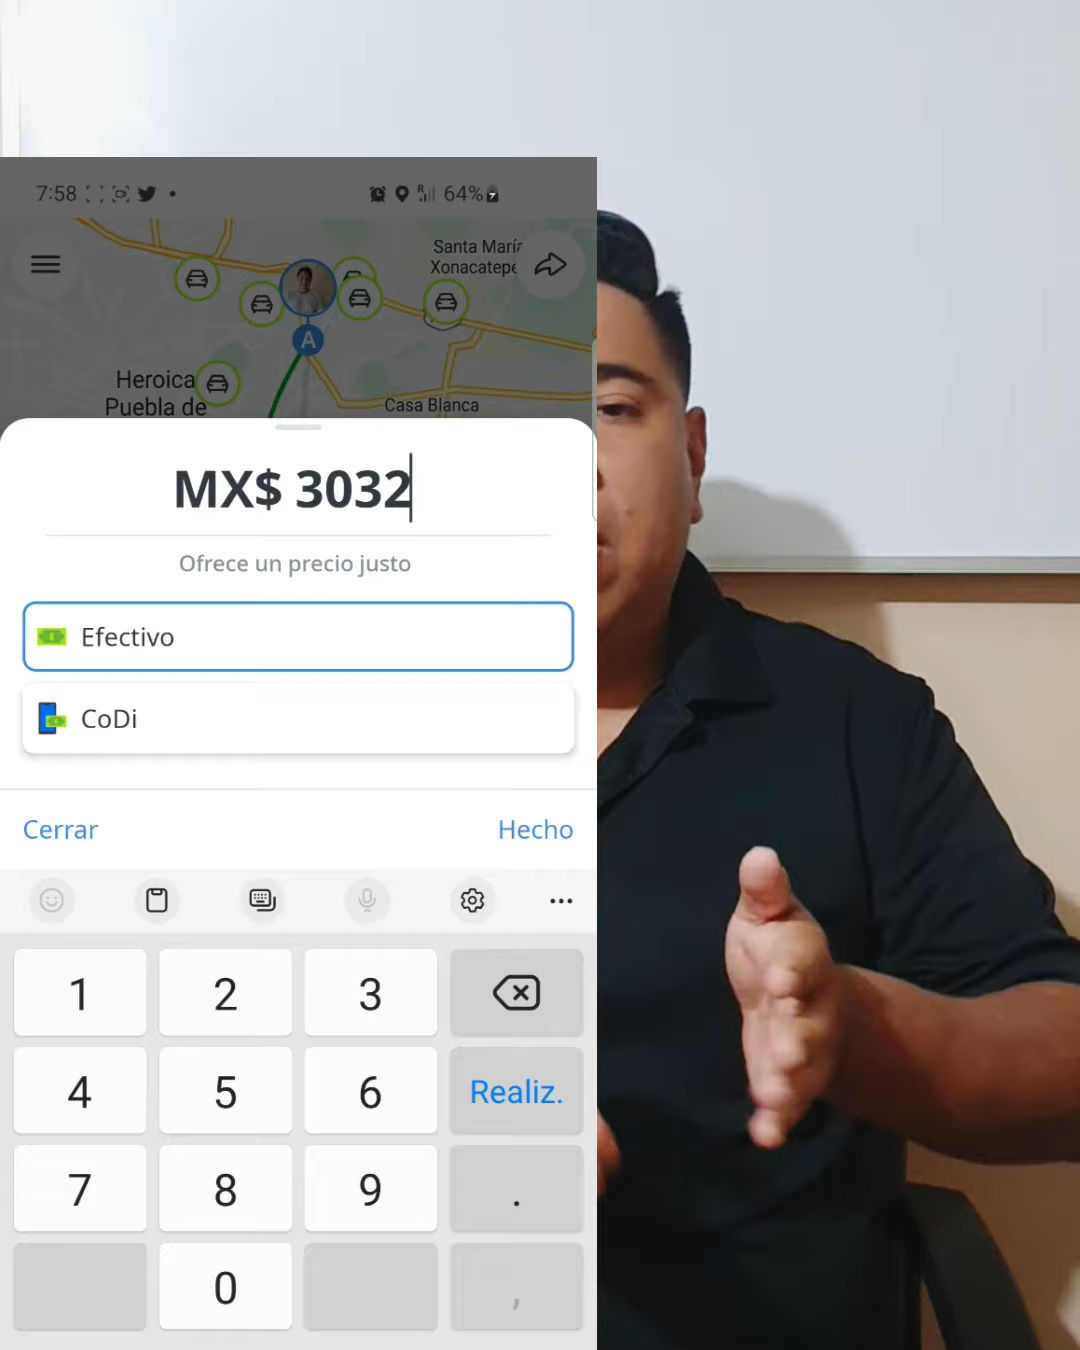 7:58
R
64%
Santa María
Xonacatepe
A
Heroica
Puebla de
Casa Blanca
MX$ 3032
Ofrece un precio justo
Efectivo
CoDi
Cerrar
Hecho
1 2 3
4 5 6 Realiz.
7 8 9 .
0 ,